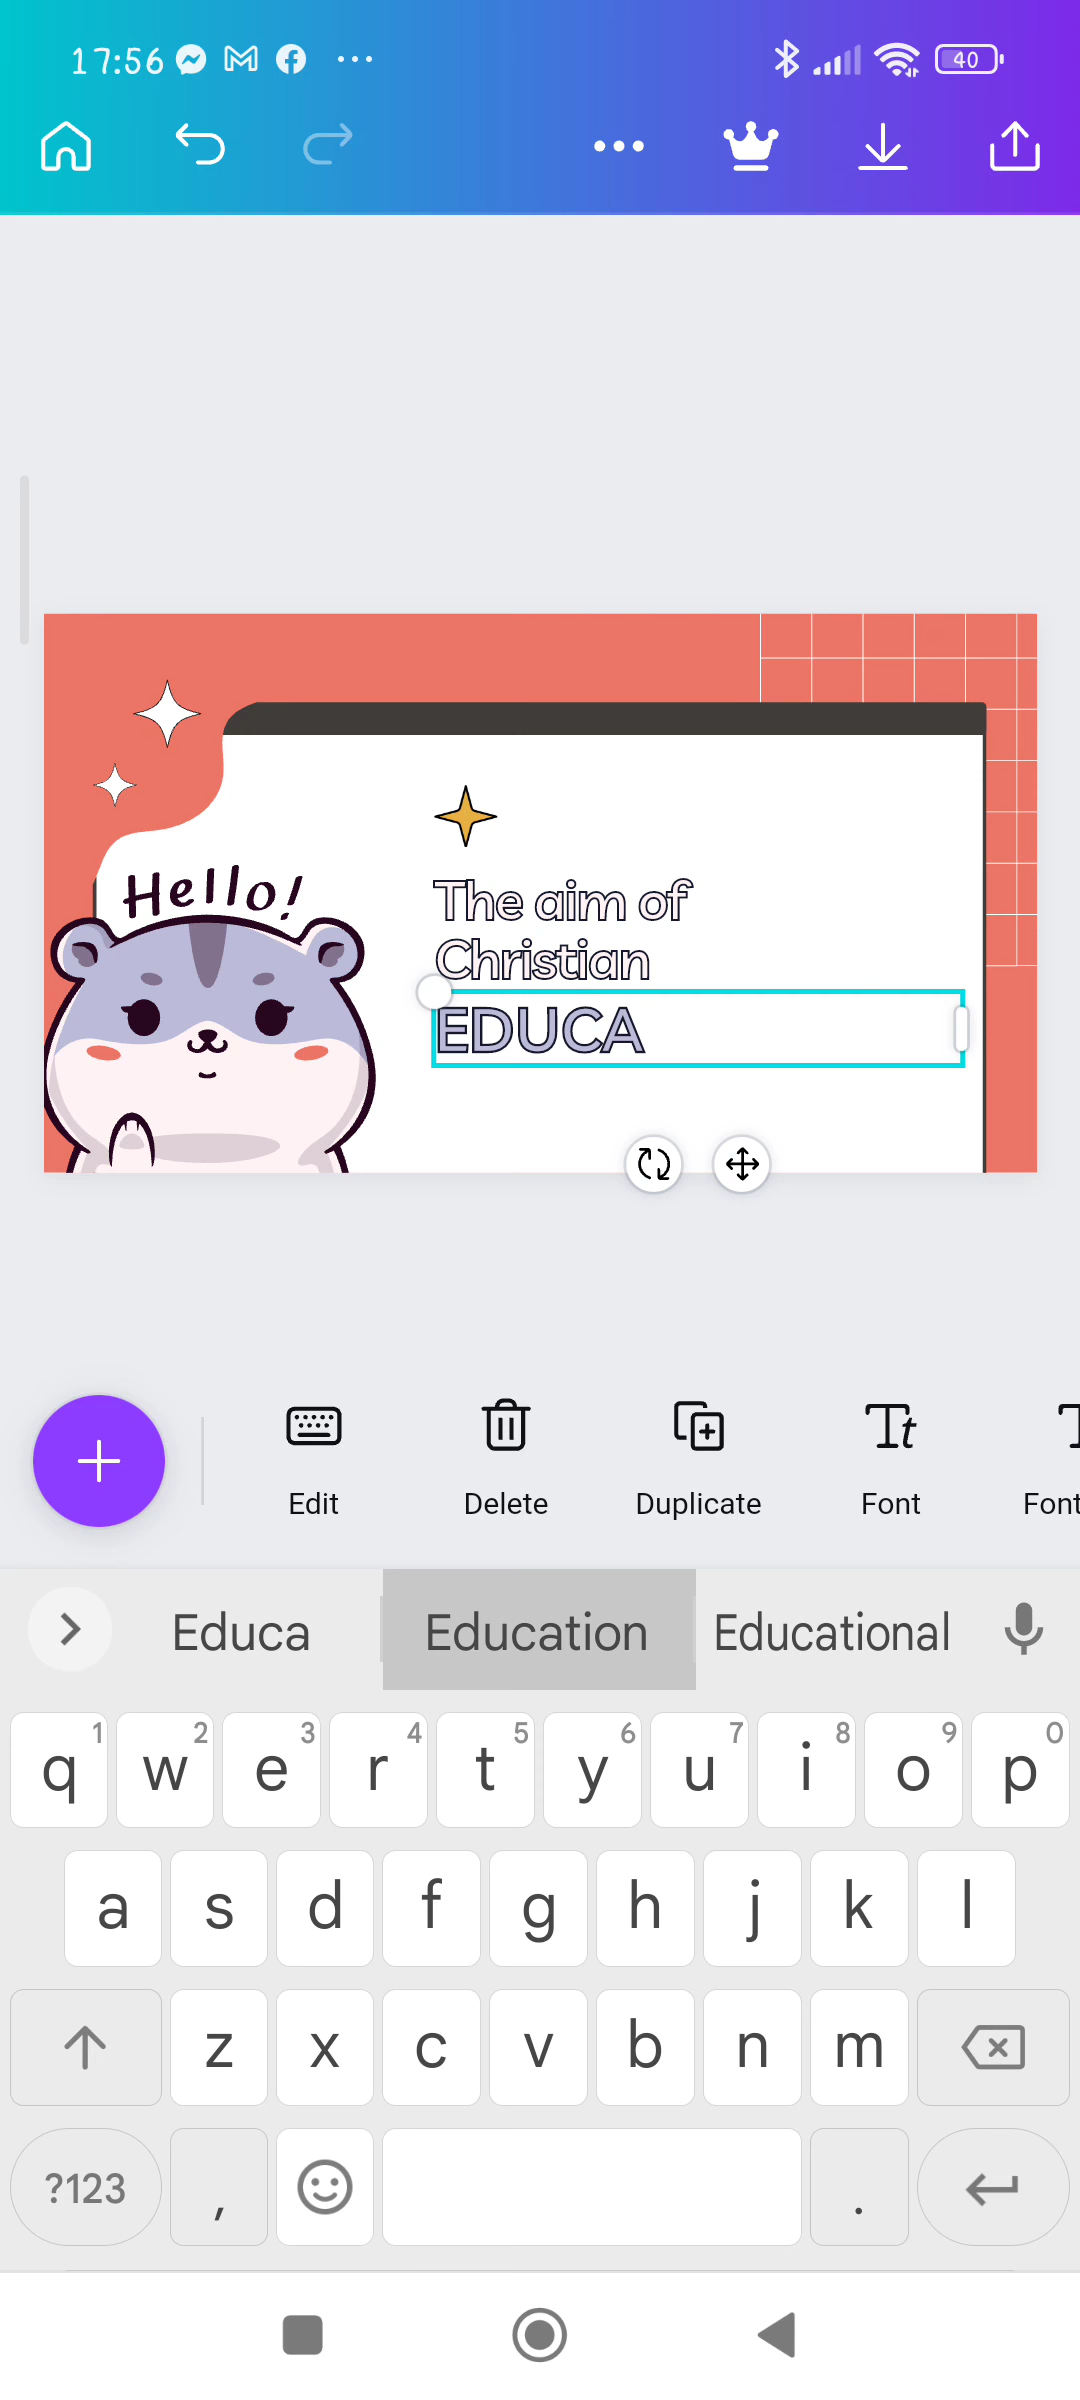 17:56
40
Hello!
The aim of
Christian
EDUCA
Edit Delete Duplicate Font Font
Educa Education Educational
q 1 w 2 e 3 r 4 t 5 y 6 u 7 i 8 o 9 p 0
a s d f g h j k l
z x c v b n m
?123 , .